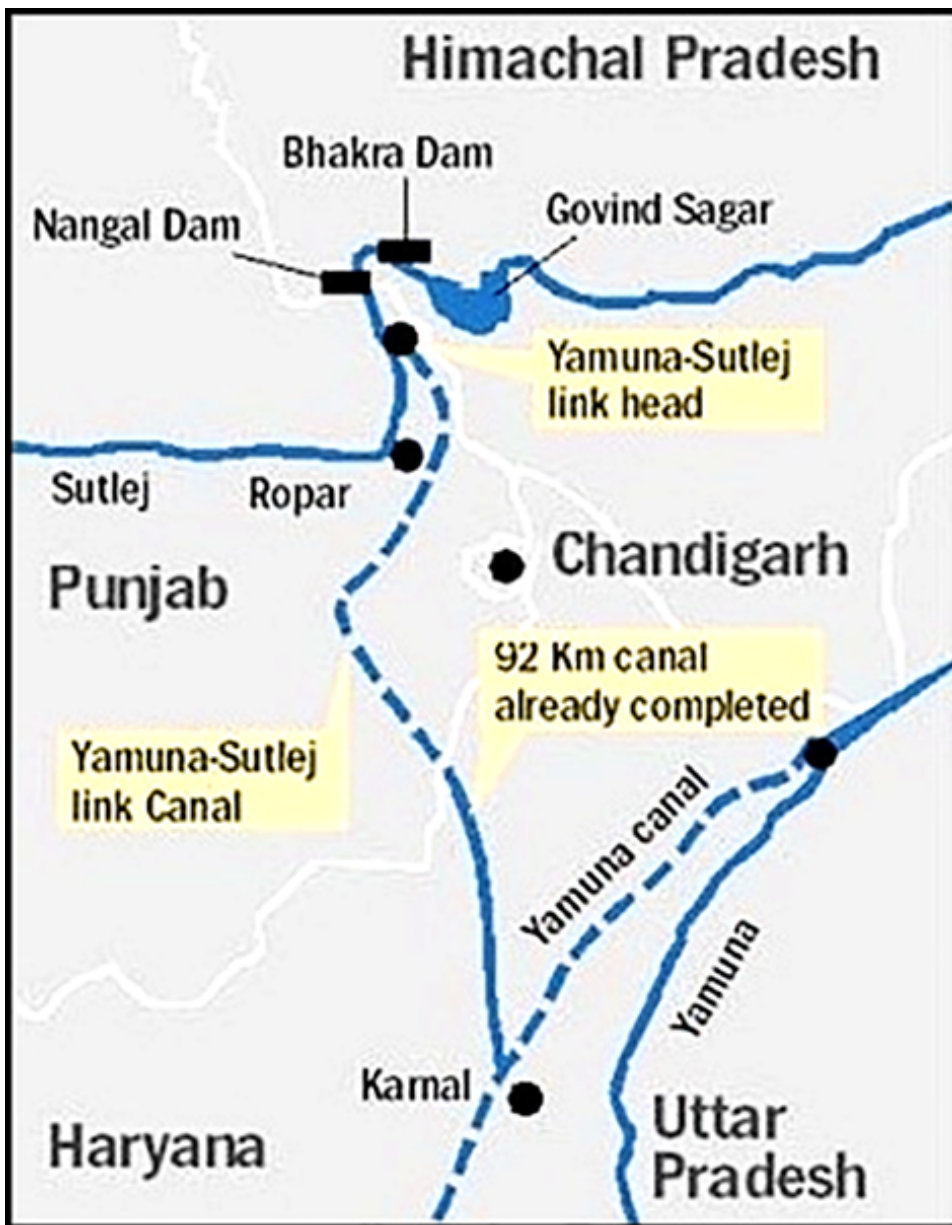 Himachal Pradesh
Bhakra Dam
Govind Sagar
Nangal Dam
Yamuna-Sutlej
link head
Sutlej
Ropar
Chandigarh
Punjab
92 Km canal
already completed
Yamuna-Sutlej
link Canal
Yamuna canal
Yamuna
Karnal
Haryana
Uttar
Pradesh